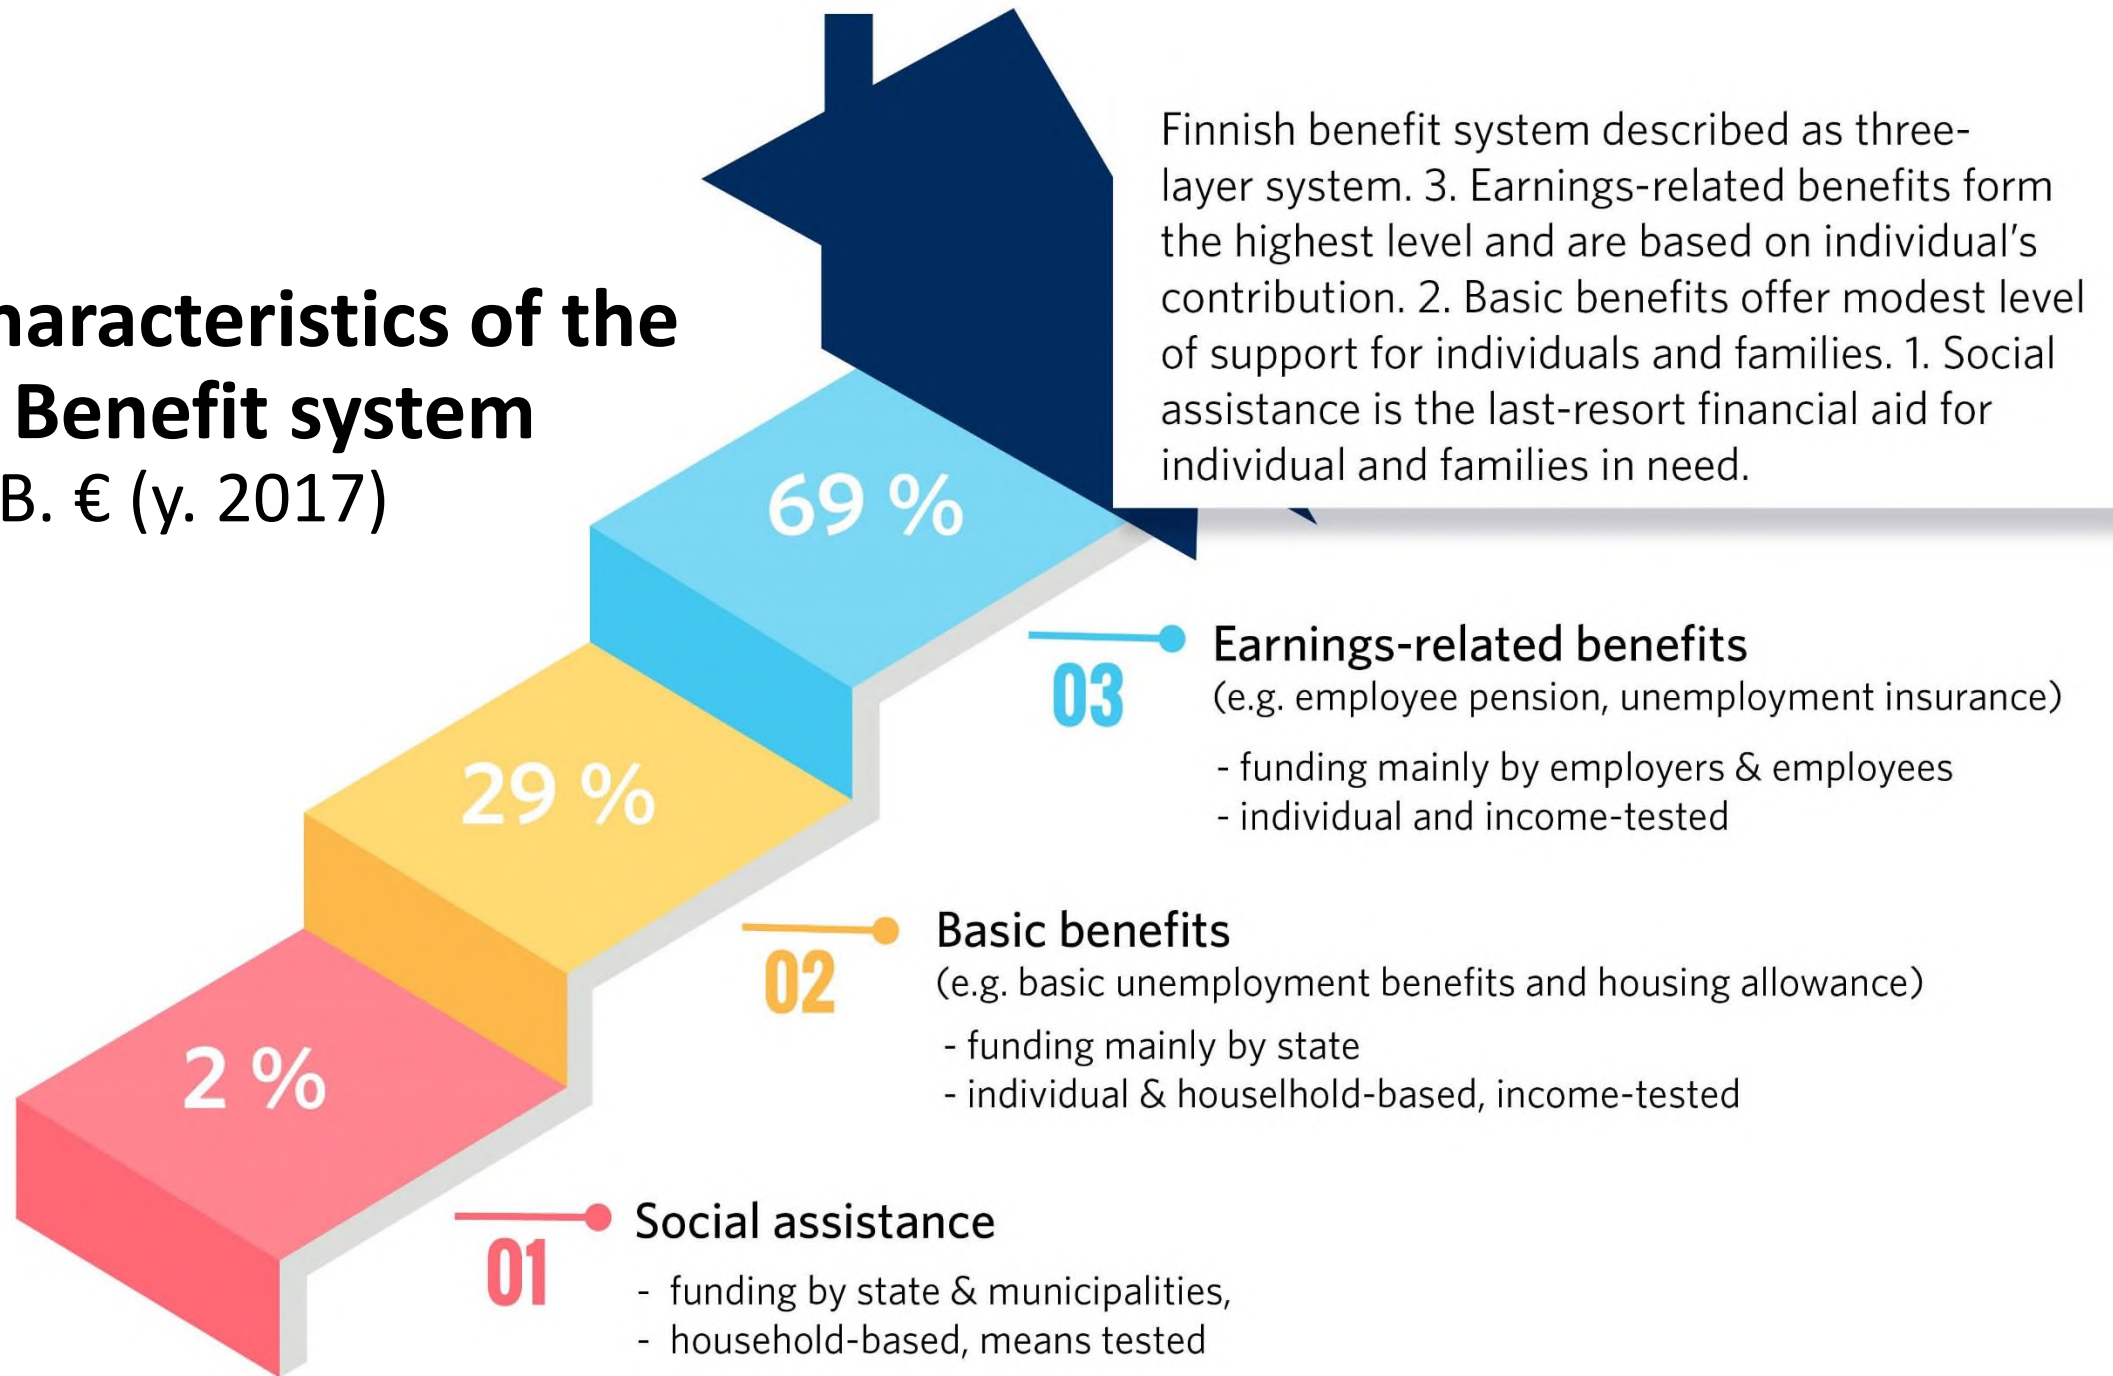 haracteristics of the
Benefit system
B. € (y. 2017)
Finnish benefit system described as three-
layer system. 3. Earnings-related benefits form
the highest level and are based on individual's
contribution. 2. Basic benefits offer modest level
of support for individuals and families. 1. Social
assistance is the last-resort financial aid for
individual and families in need.
69 %
03
Earnings-related benefits
(e.g. employee pension, unemployment insurance)
- funding mainly by employers & employees
- individual and income-tested
29 %
02
Basic benefits
(e.g. basic unemployment benefits and housing allowance)
- funding mainly by state
- individual & houselhold-based, income-tested
2 %
01
Social assistance
- funding by state & municipalities,
- household-based, means tested